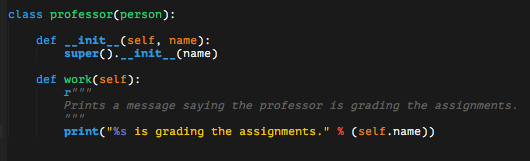 class professor(person):
def __init__(self, name):
super().__init__(name)
def work(self):
r"""
Prints a message saying the professor is grading the assignments.
"""
print("%s is grading the assignments." % (self.name))